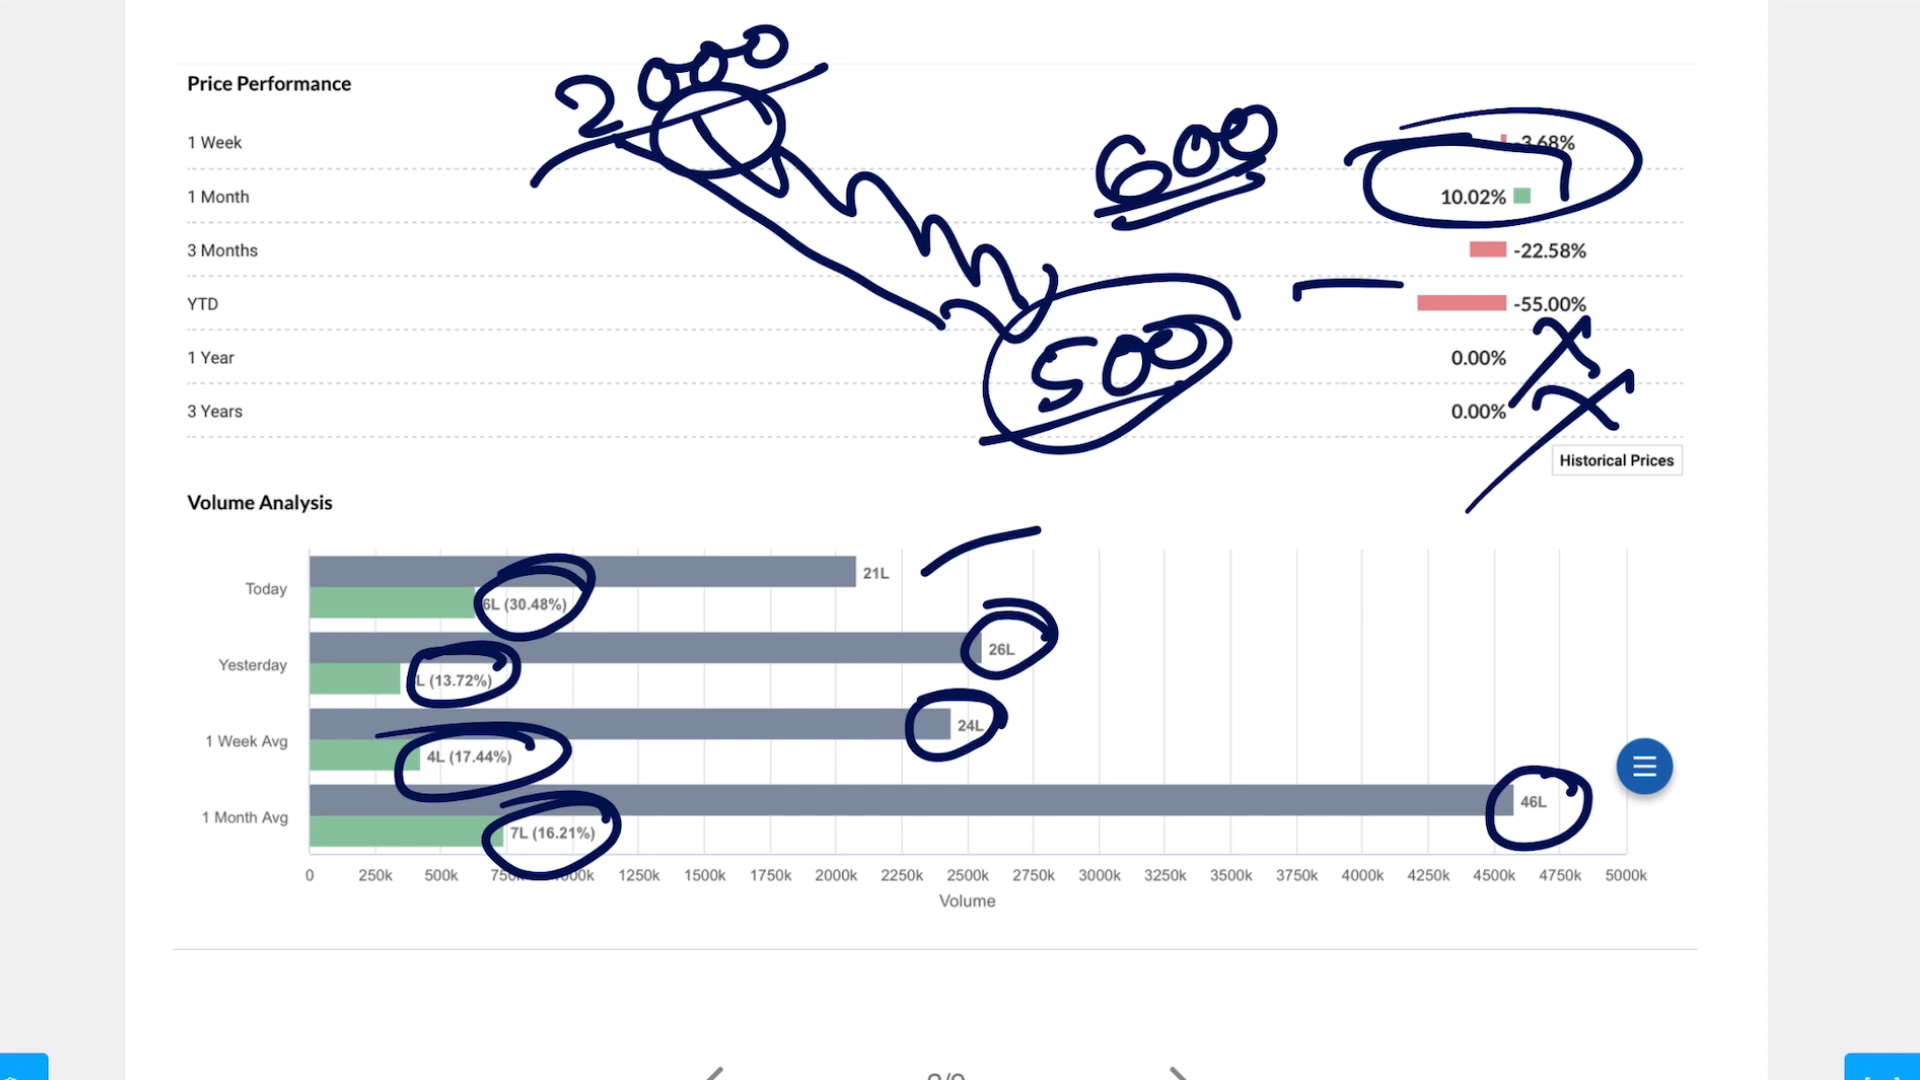 Price Performance
2000
600
1 Week -3.68%
1 Month 10.02%
3 Months -22.58%
YTD -55.00%
500
1 Year 0.00%
3 Years 0.00%
Historical Prices
Volume Analysis
Today 21L
6L (30.48%)
Yesterday 26L
L (13.72%)
1 Week Avg 24L
4L (17.44%)
1 Month Avg 46L
7L (16.21%)
0 250k 500k 750k 1000k 1250k 1500k 1750k 2000k 2250k 2500k 2750k 3000k 3250k 3500k 3750k 4000k 4250k 4500k 4750k 5000k
Volume